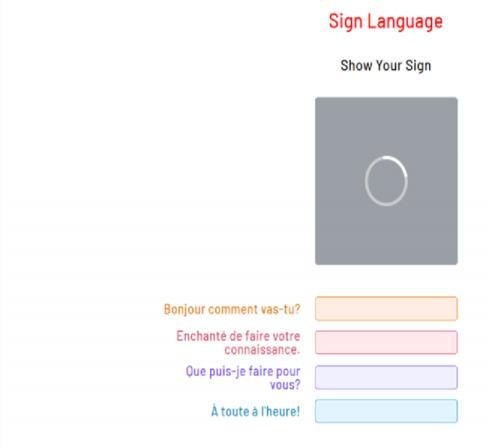 Sign Language
Show Your Sign
Bonjour comment vas-tu?
Enchanté de faire votre
connaissance.
Que puis-je faire pour
vous?
À toute à l'heure!